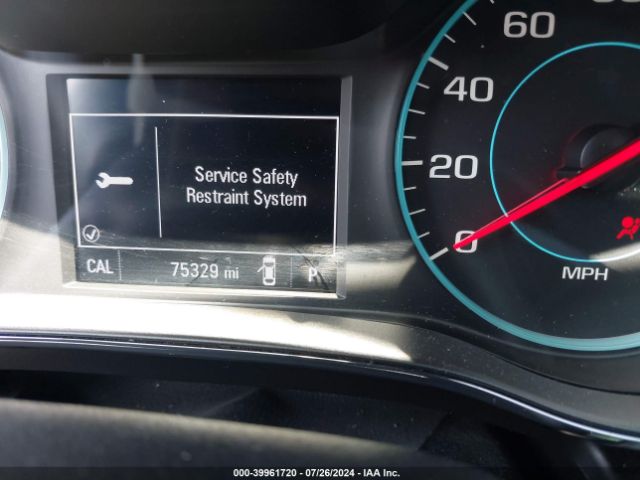 80
60
40
20
0
MPH
Service Safety
Restraint System
CAL 75329 mi P
000-39961720 - 07/26/2024 - IAA Inc.